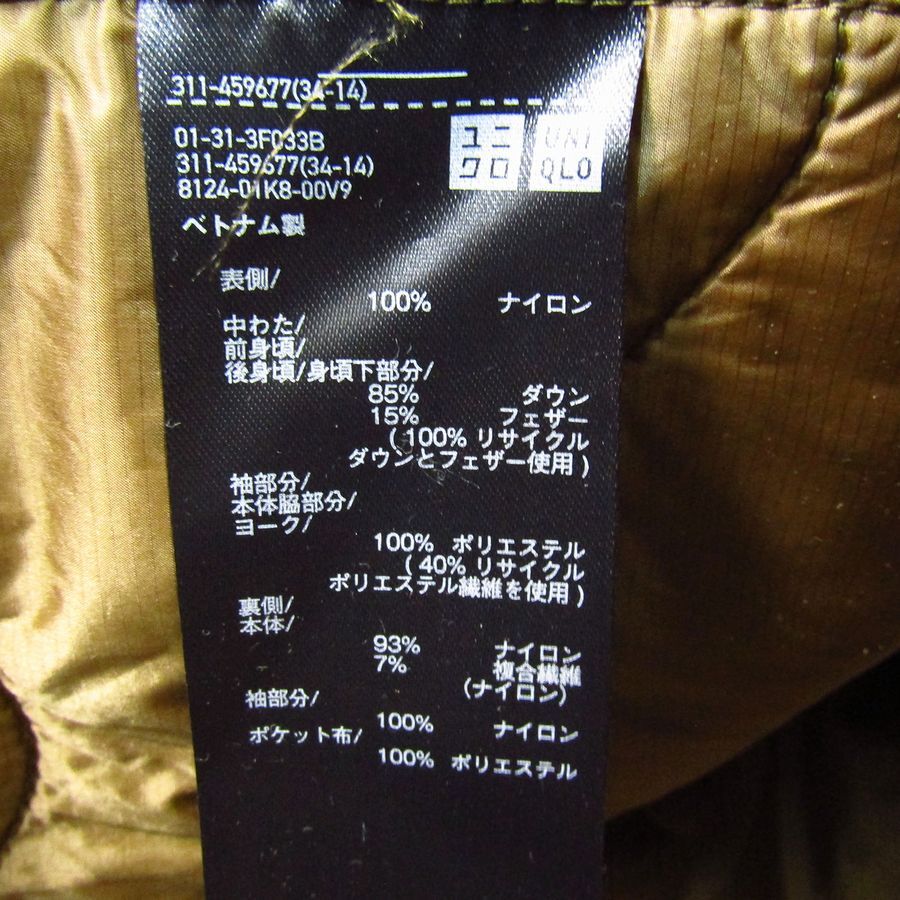 311-459677(34-14)
01-31-3F033B
311-459677(34-14)
8124-01K8-00V9
ユニ
クロ
UNI
QLO
ベトナム製
表側/
100% ナイロン
中わた/
前身頃/
後身頃/身頃下部分/
85% ダウン
15% フェザー
(100% リサイクル
ダウンとフェザー使用)
袖部分/
本体脇部分/
ヨーク/
100% ポリエステル
(40% リサイクル
ポリエステル繊維を使用)
裏側/
本体/
93% ナイロン
7% 複合繊維
(ナイロン)
袖部分/
100% ナイロン
ポケット布/
100% ポリエステル